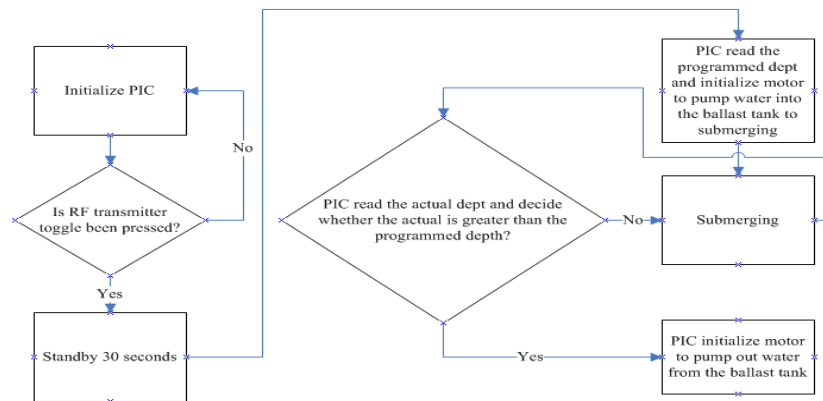 Initialize PIC
No
Is RF transmitter
toggle been pressed?
Yes
Standby 30 seconds
PIC read the
programmed dept
and initialize motor
to pump water into
the ballast tank to
submerging
PIC read the actual dept and decide
whether the actual is greater than the
programmed depth?
No
Submerging
Yes
PIC initialize motor
to pump out water
from the ballast tank